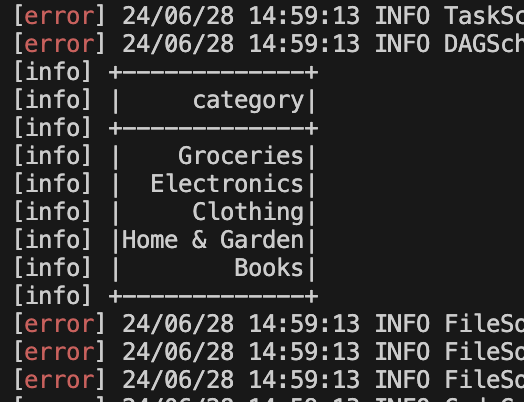 [error] 24/06/28 14:59:13 INFO TaskSc
[error] 24/06/28 14:59:13 INFO DAGSch
[info] +-------------+
[info] |     category|
[info] +-------------+
[info] |    Groceries|
[info] |  Electronics|
[info] |     Clothing|
[info] |Home & Garden|
[info] |        Books|
[info] +-------------+
[error] 24/06/28 14:59:13 INFO FileSc
[error] 24/06/28 14:59:13 INFO FileSc
[error] 24/06/28 14:59:13 INFO FileSc